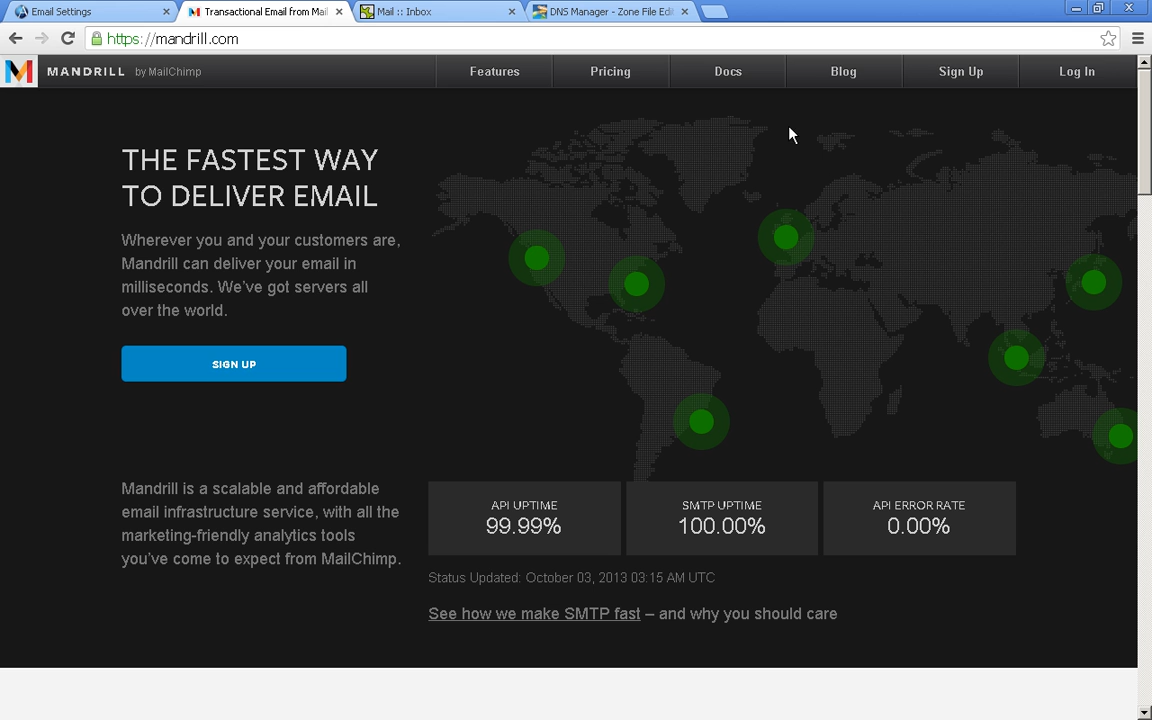 Email Settings
Transactional Email from Mai
Mail :: Inbox
DNS Manager - Zone File Edi
https://mandrill.com
MANDRILL by MailChimp
Features
Pricing
Docs
Blog
Sign Up
Log In
THE FASTEST WAY
TO DELIVER EMAIL
Wherever you and your customers are,
Mandrill can deliver your email in
milliseconds. We've got servers all
over the world.
SIGN UP
Mandrill is a scalable and affordable
email infrastructure service, with all the
marketing-friendly analytics tools
you've come to expect from MailChimp.
API UPTIME
99.99%
SMTP UPTIME
100.00%
API ERROR RATE
0.00%
Status Updated: October 03, 2013 03:15 AM UTC
See how we make SMTP fast – and why you should care